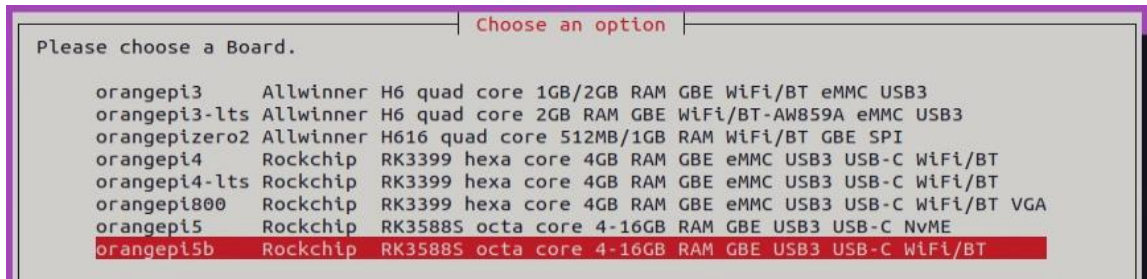 Choose an option
Please choose a Board.
orangepi3 Allwinner H6 quad core 1GB/2GB RAM GBE WiFi/BT eMMC USB3
orangepi3-lts Allwinner H6 quad core 2GB RAM GBE WiFi/BT-AW859A eMMC USB3
orangepizero2 Allwinner H616 quad core 512MB/1GB RAM WiFi/BT GBE SPI
orangepi4 Rockchip RK3399 hexa core 4GB RAM GBE eMMC USB3 USB-C WiFi/BT
orangepi4-lts Rockchip RK3399 hexa core 4GB RAM GBE eMMC USB3 USB-C WiFi/BT
orangepi800 Rockchip RK3399 hexa core 4GB RAM GBE eMMC USB3 USB-C WiFi/BT VGA
orangepi5 Rockchip RK3588S octa core 4-16GB RAM GBE USB3 USB-C NvME
orangepi5b Rockchip RK3588S octa core 4-16GB RAM GBE USB3 USB-C WiFi/BT